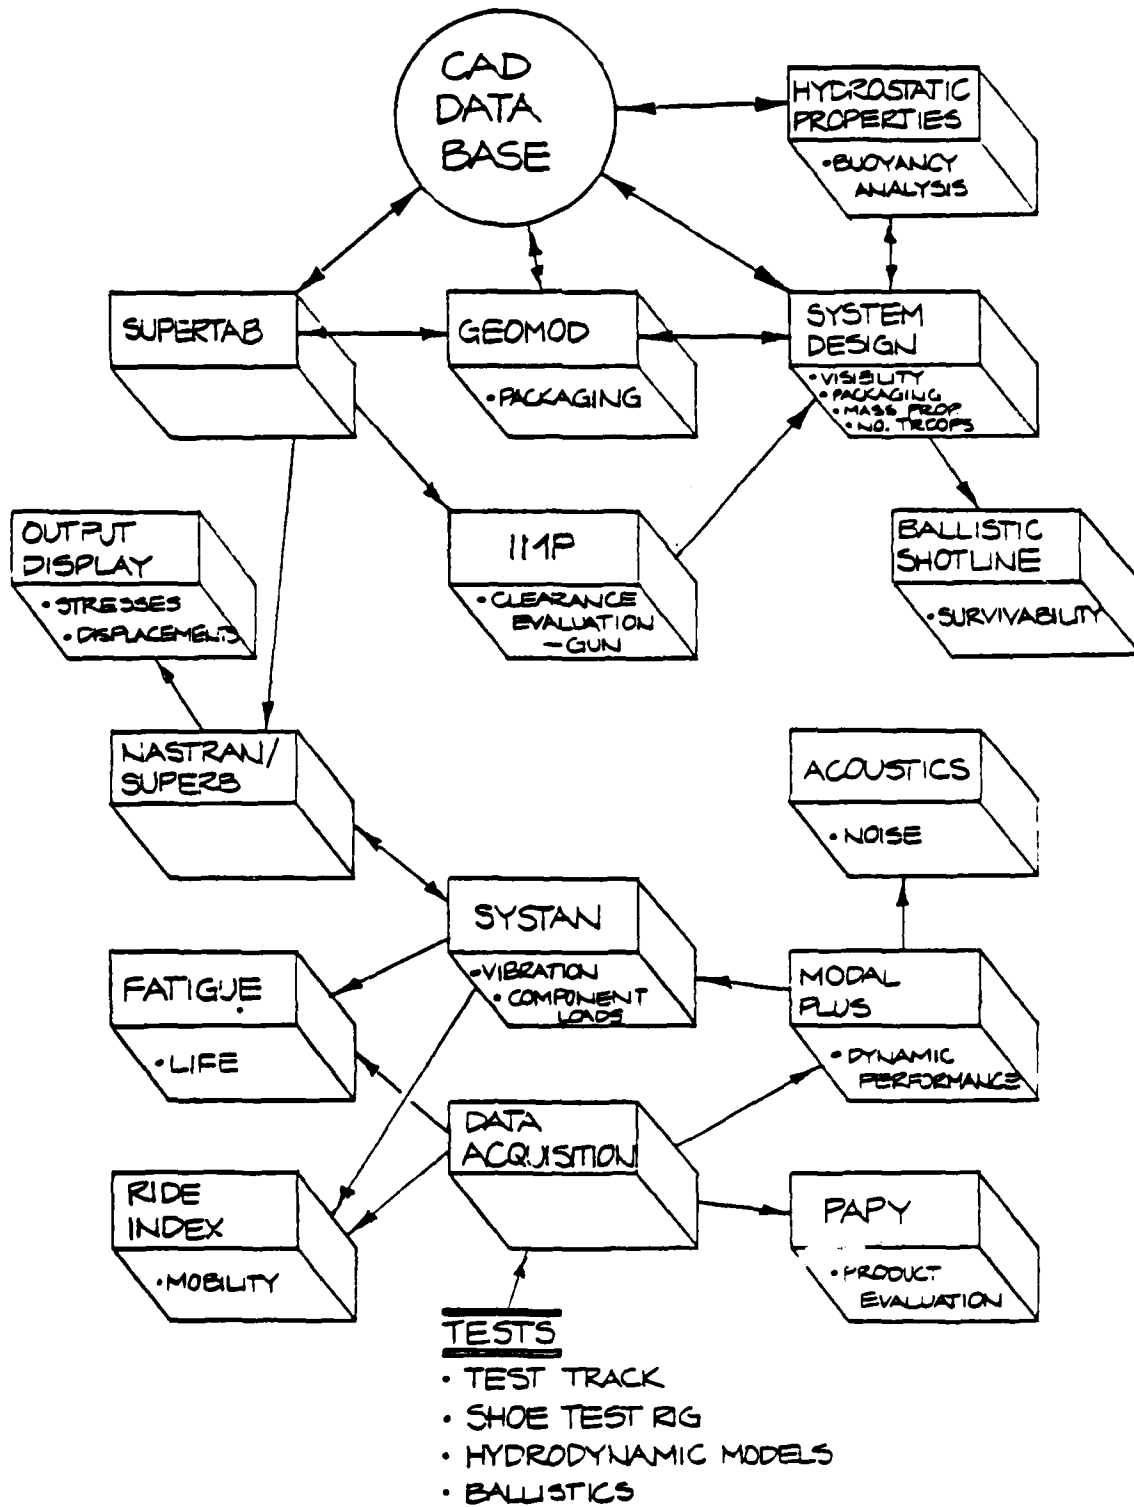 CAD
DATA
BASE
HYDROSTATIC
PROPERTIES
• BUOYANCY
ANALYSIS
SUPERTAB
GEOMOD
• PACKAGING
SYSTEM
DESIGN
• VISIBILITY
• PACKAGING
• MASS PROP.
• NO. TROOPS
OUTPUT
DISPLAY
• STRESSES
• DISPLACEMENTS
IMP
• CLEARANCE
EVALUATION
- GUN
BALLISTIC
SHOTLINE
• SURVIVABILITY
NASTRAN/
SUPERB
ACOUSTICS
• NOISE
SYSTAN
• VIBRATION
• COMPONENT
LOADS
FATIGUE
• LIFE
MODAL
PLUS
• DYNAMIC
PERFORMANCE
DATA
ACQUISITION
RIDE
INDEX
• MOBILITY
PAPY
• PRODUCT
EVALUATION
TESTS
• TEST TRACK
• SHOE TEST RIG
• HYDRODYNAMIC MODELS
• BALLISTICS